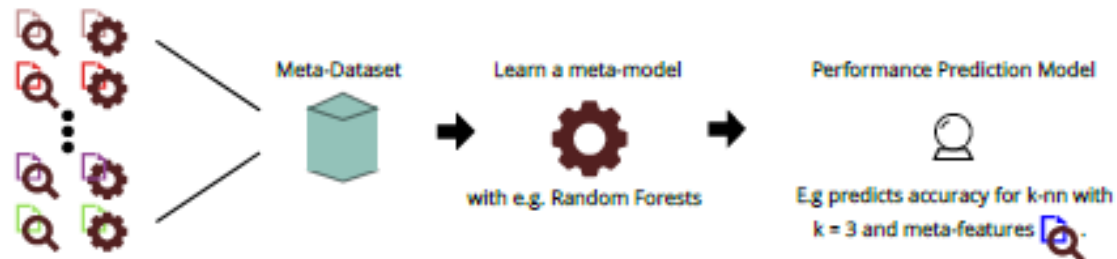 Meta-Dataset
Learn a meta-model
with e.g. Random Forests
Performance Prediction Model
E.g predicts accuracy for k-nn with
k = 3 and meta-features .